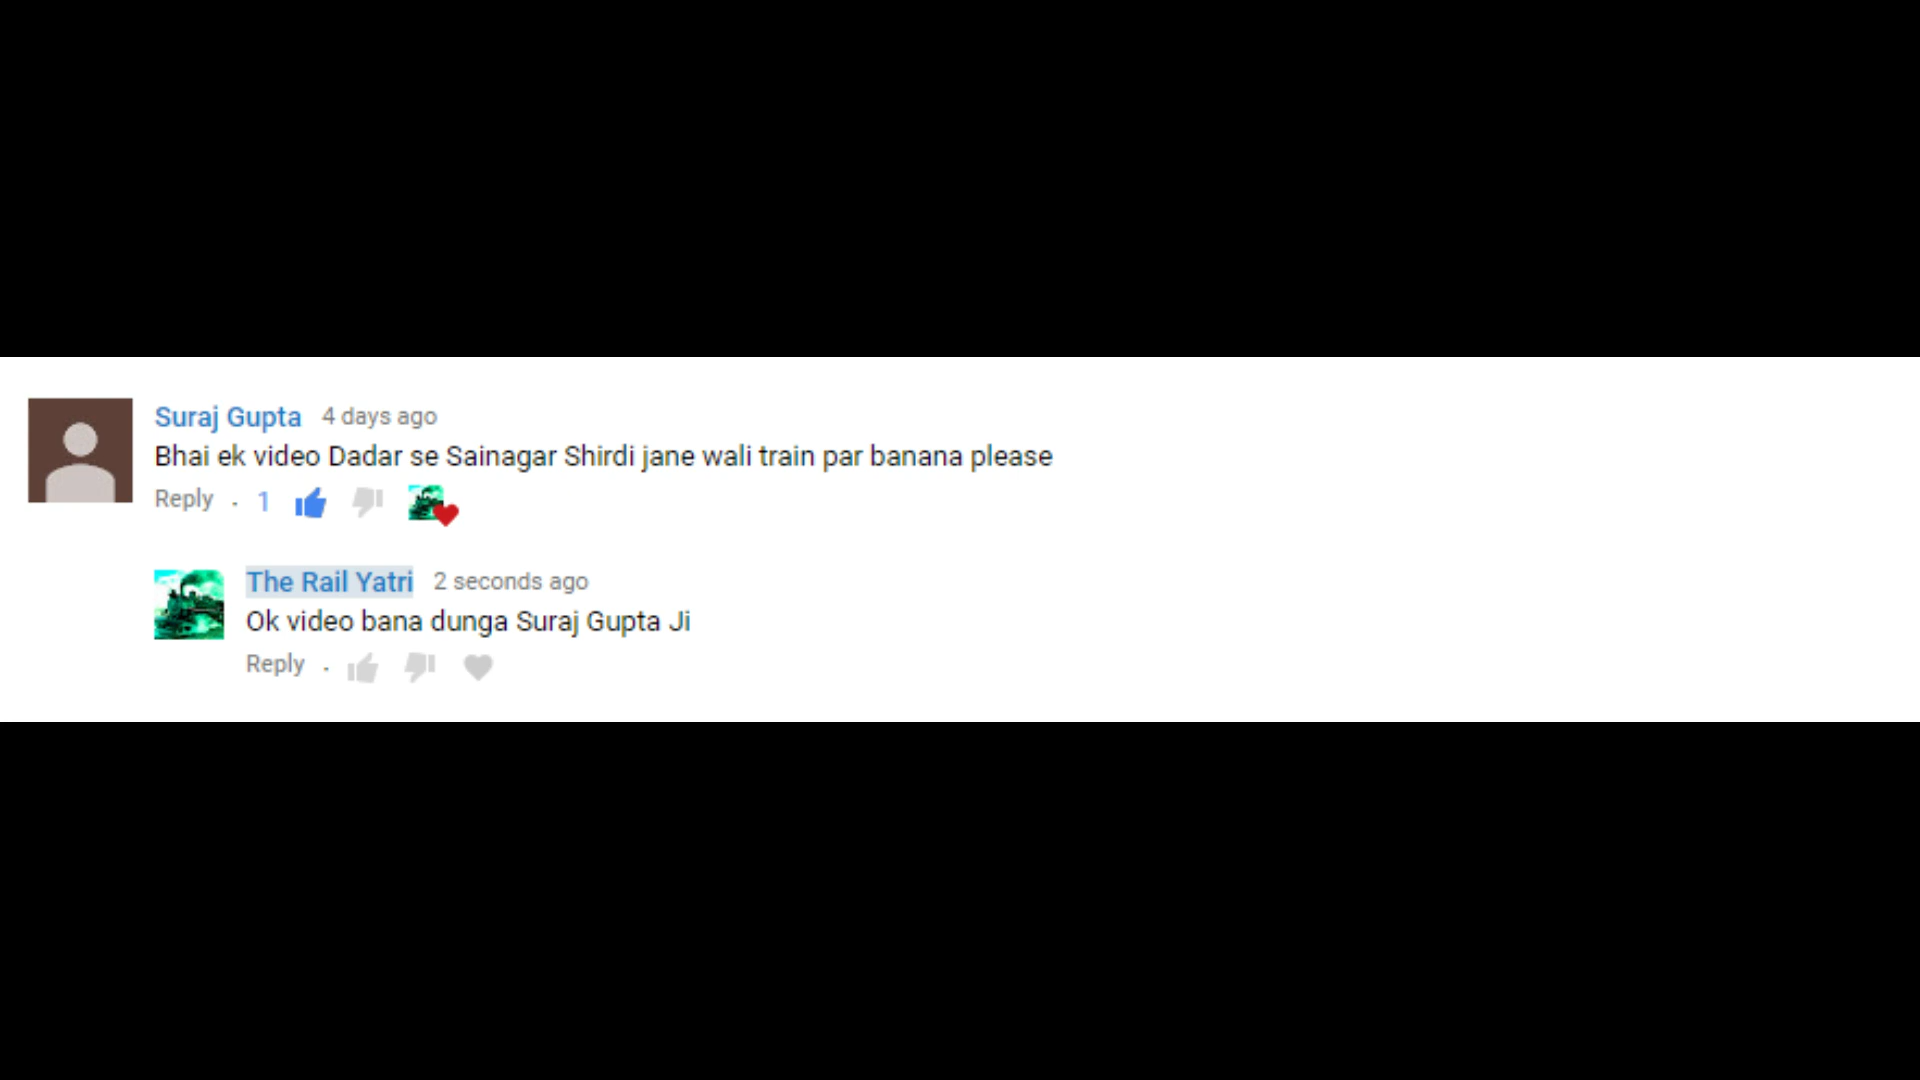 Suraj Gupta 4 days ago
Bhai ek video Dadar se Sainagar Shirdi jane wali train par banana please
Reply . 1
The Rail Yatri 2 seconds ago
Ok video bana dunga Suraj Gupta Ji
Reply .